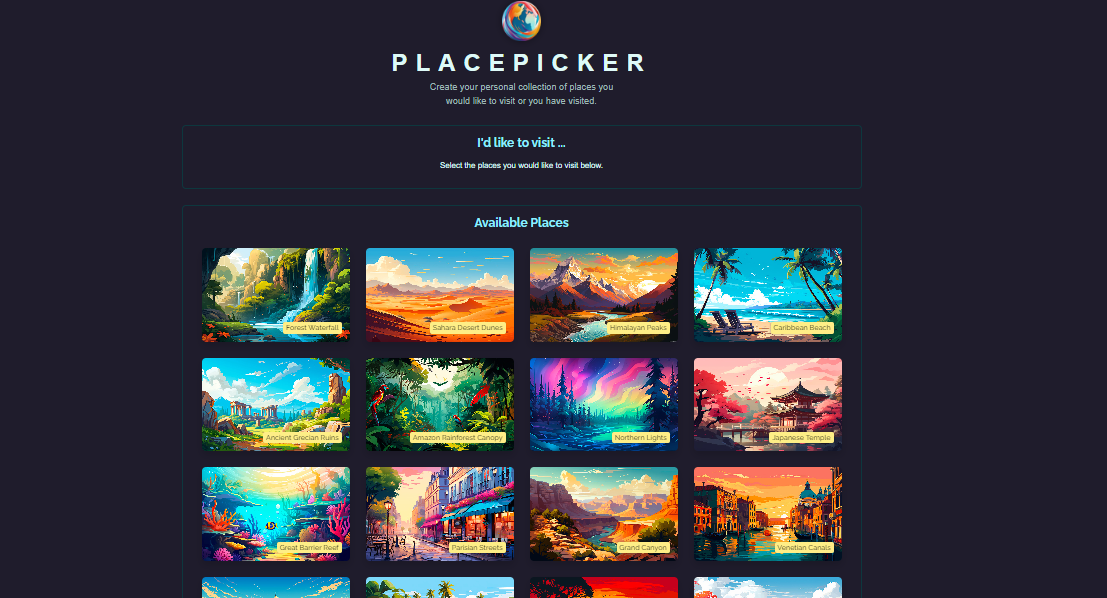 PLACEPICKER
Create your personal collection of places you
would like to visit or you have visited.
I'd like to visit ...
Select the places you would like to visit below.
Available Places
Forest Waterfall
Sahara Desert Dunes
Himalayan Peaks
Caribbean Beach
Ancient Grecian Ruins
Amazon Rainforest Canopy
Northern Lights
Japanese Temple
Great Barrier Reef
Parisian Streets
Grand Canyon
Venetian Canals